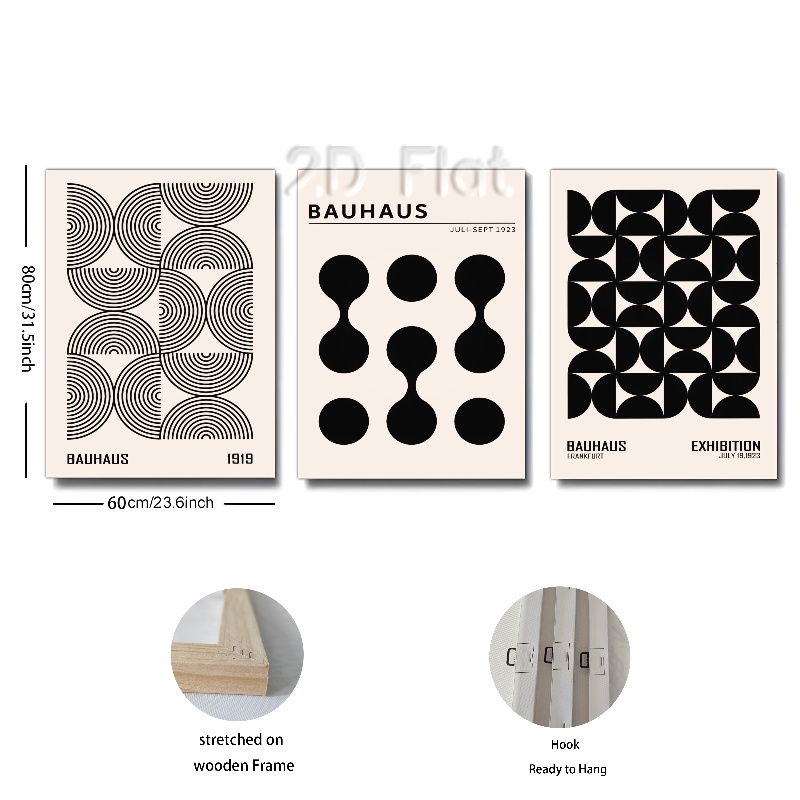 2D Flat
BAUHAUS
JULI-SEPT 1923
80cm/31.5inch
BAUHAUS
1919
BAUHAUS
FRANKFURT
EXHIBITION
JULY 19.1923
60cm/23.6inch
stretched on
wooden Frame
Hook
Ready to Hang